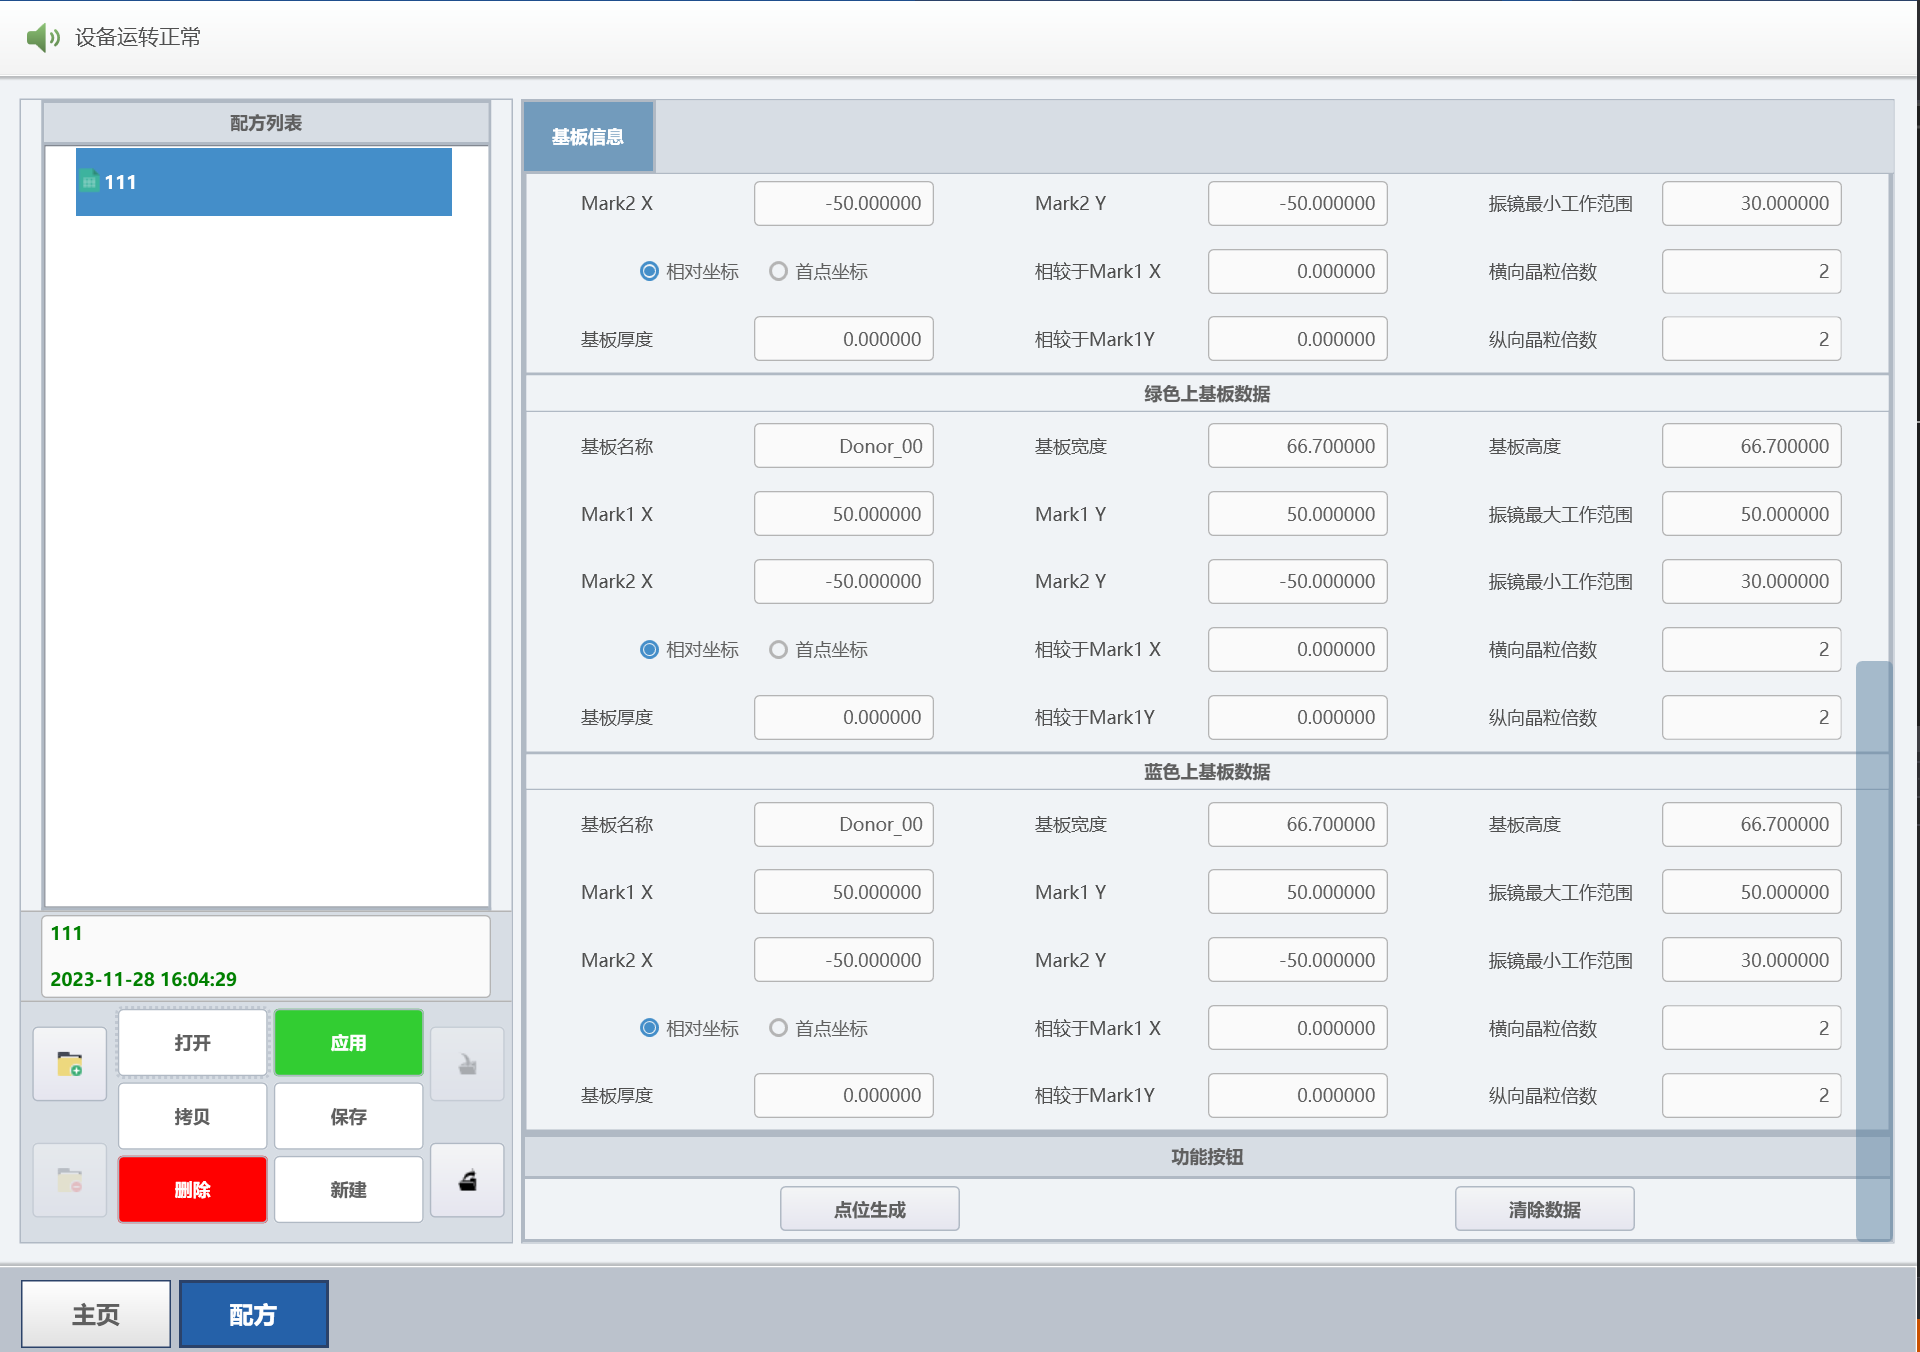 设备运转正常
配方列表
111
111
2023-11-28 16:04:29
打开
应用
拷贝
保存
删除
新建
基板信息
Mark2 X -50.000000 Mark2 Y -50.000000 振镜最小工作范围 30.000000
相对坐标 首点坐标 相较于Mark1 X 0.000000 横向晶粒倍数 2
基板厚度 0.000000 相较于Mark1Y 0.000000 纵向晶粒倍数 2
绿色上基板数据
基板名称 Donor_00 基板宽度 66.700000 基板高度 66.700000
Mark1 X 50.000000 Mark1 Y 50.000000 振镜最大工作范围 50.000000
Mark2 X -50.000000 Mark2 Y -50.000000 振镜最小工作范围 30.000000
相对坐标 首点坐标 相较于Mark1 X 0.000000 横向晶粒倍数 2
基板厚度 0.000000 相较于Mark1Y 0.000000 纵向晶粒倍数 2
蓝色上基板数据
基板名称 Donor_00 基板宽度 66.700000 基板高度 66.700000
Mark1 X 50.000000 Mark1 Y 50.000000 振镜最大工作范围 50.000000
Mark2 X -50.000000 Mark2 Y -50.000000 振镜最小工作范围 30.000000
相对坐标 首点坐标 相较于Mark1 X 0.000000 横向晶粒倍数 2
基板厚度 0.000000 相较于Mark1Y 0.000000 纵向晶粒倍数 2
功能按钮
点位生成 清除数据
主页 配方